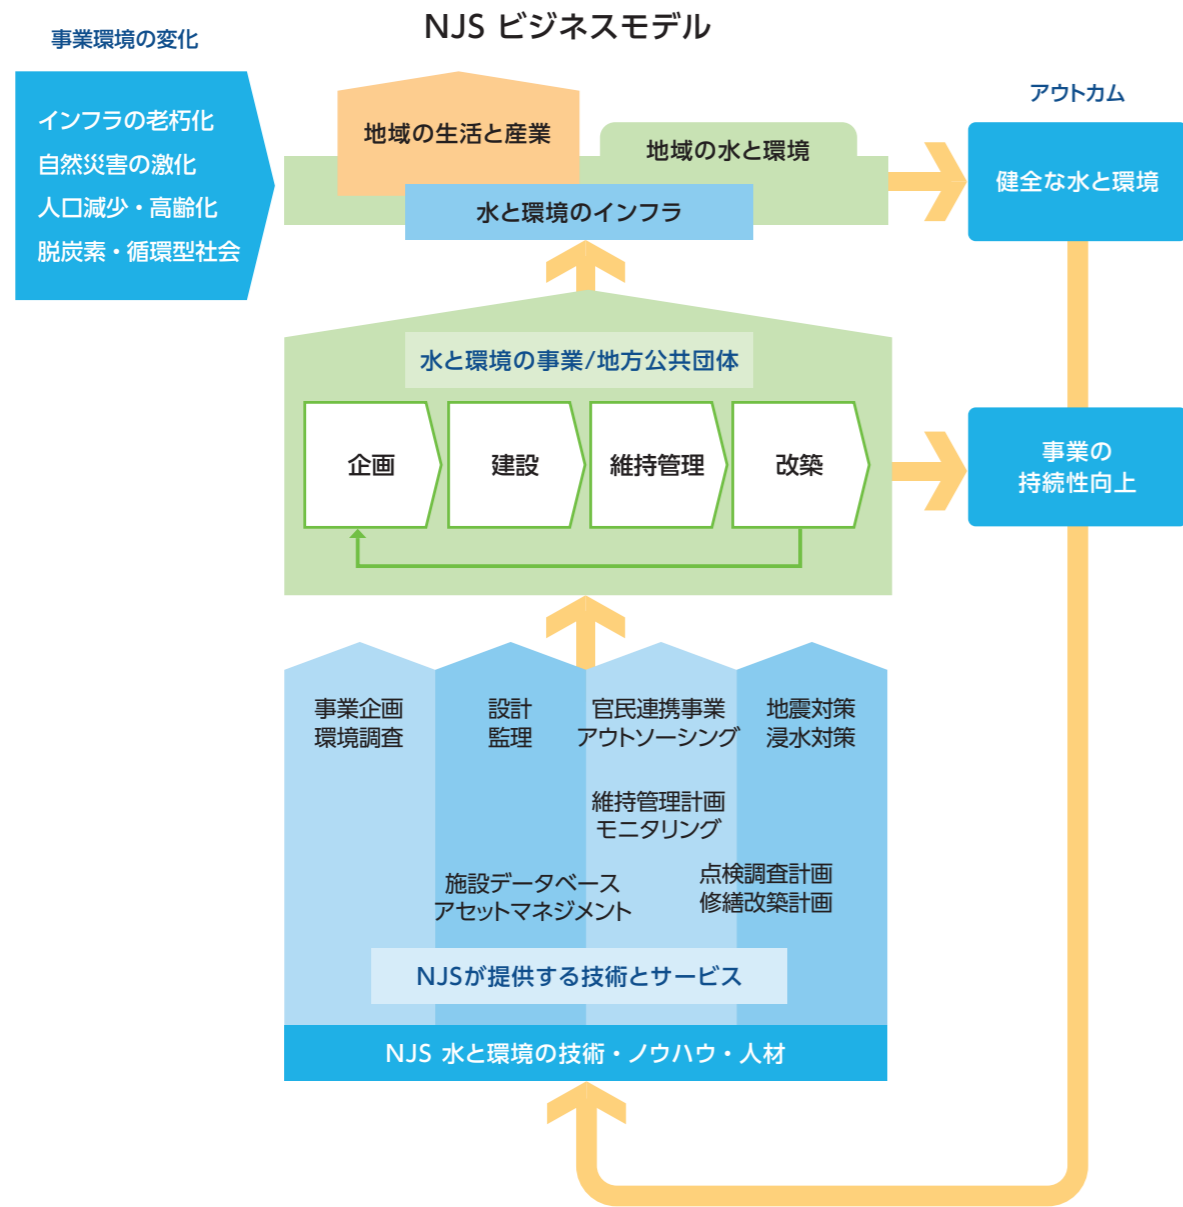 NJS ビジネスモデル
事業環境の変化
インフラの老朽化
自然災害の激化
人口減少・高齢化
脱炭素・循環型社会
地域の生活と産業
地域の水と環境
水と環境のインフラ
アウトカム
健全な水と環境
水と環境の事業/地方公共団体
企画
建設
維持管理
改築
事業の
持続性向上
事業企画
環境調査
設計
監理
官民連携事業
アウトソーシング
地震対策
浸水対策
維持管理計画
モニタリング
施設データベース
アセットマネジメント
点検調査計画
修繕改築計画
NJSが提供する技術とサービス
NJS 水と環境の技術・ノウハウ・人材